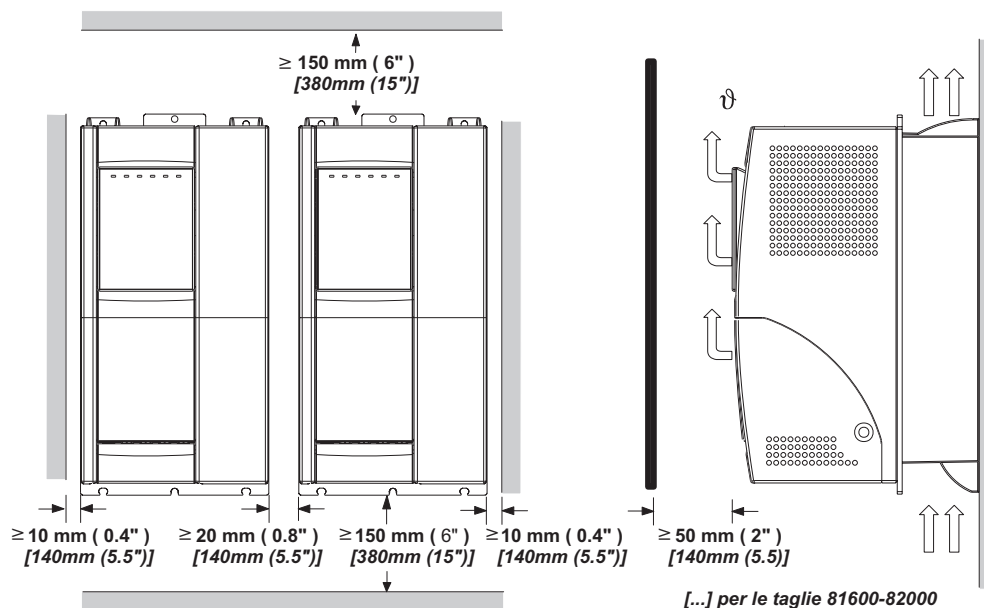 ≥ 150 mm ( 6" )
[380mm (15")]
ϑ
≥ 10 mm ( 0.4" )
[140mm (5.5")]
≥ 20 mm ( 0.8" )
[140mm (5.5")]
≥ 150 mm ( 6" )
[380mm (15")]
≥ 10 mm ( 0.4" )
[140mm (5.5")]
≥ 50 mm ( 2" )
[140mm (5.5)]
[...] per le taglie 81600-82000